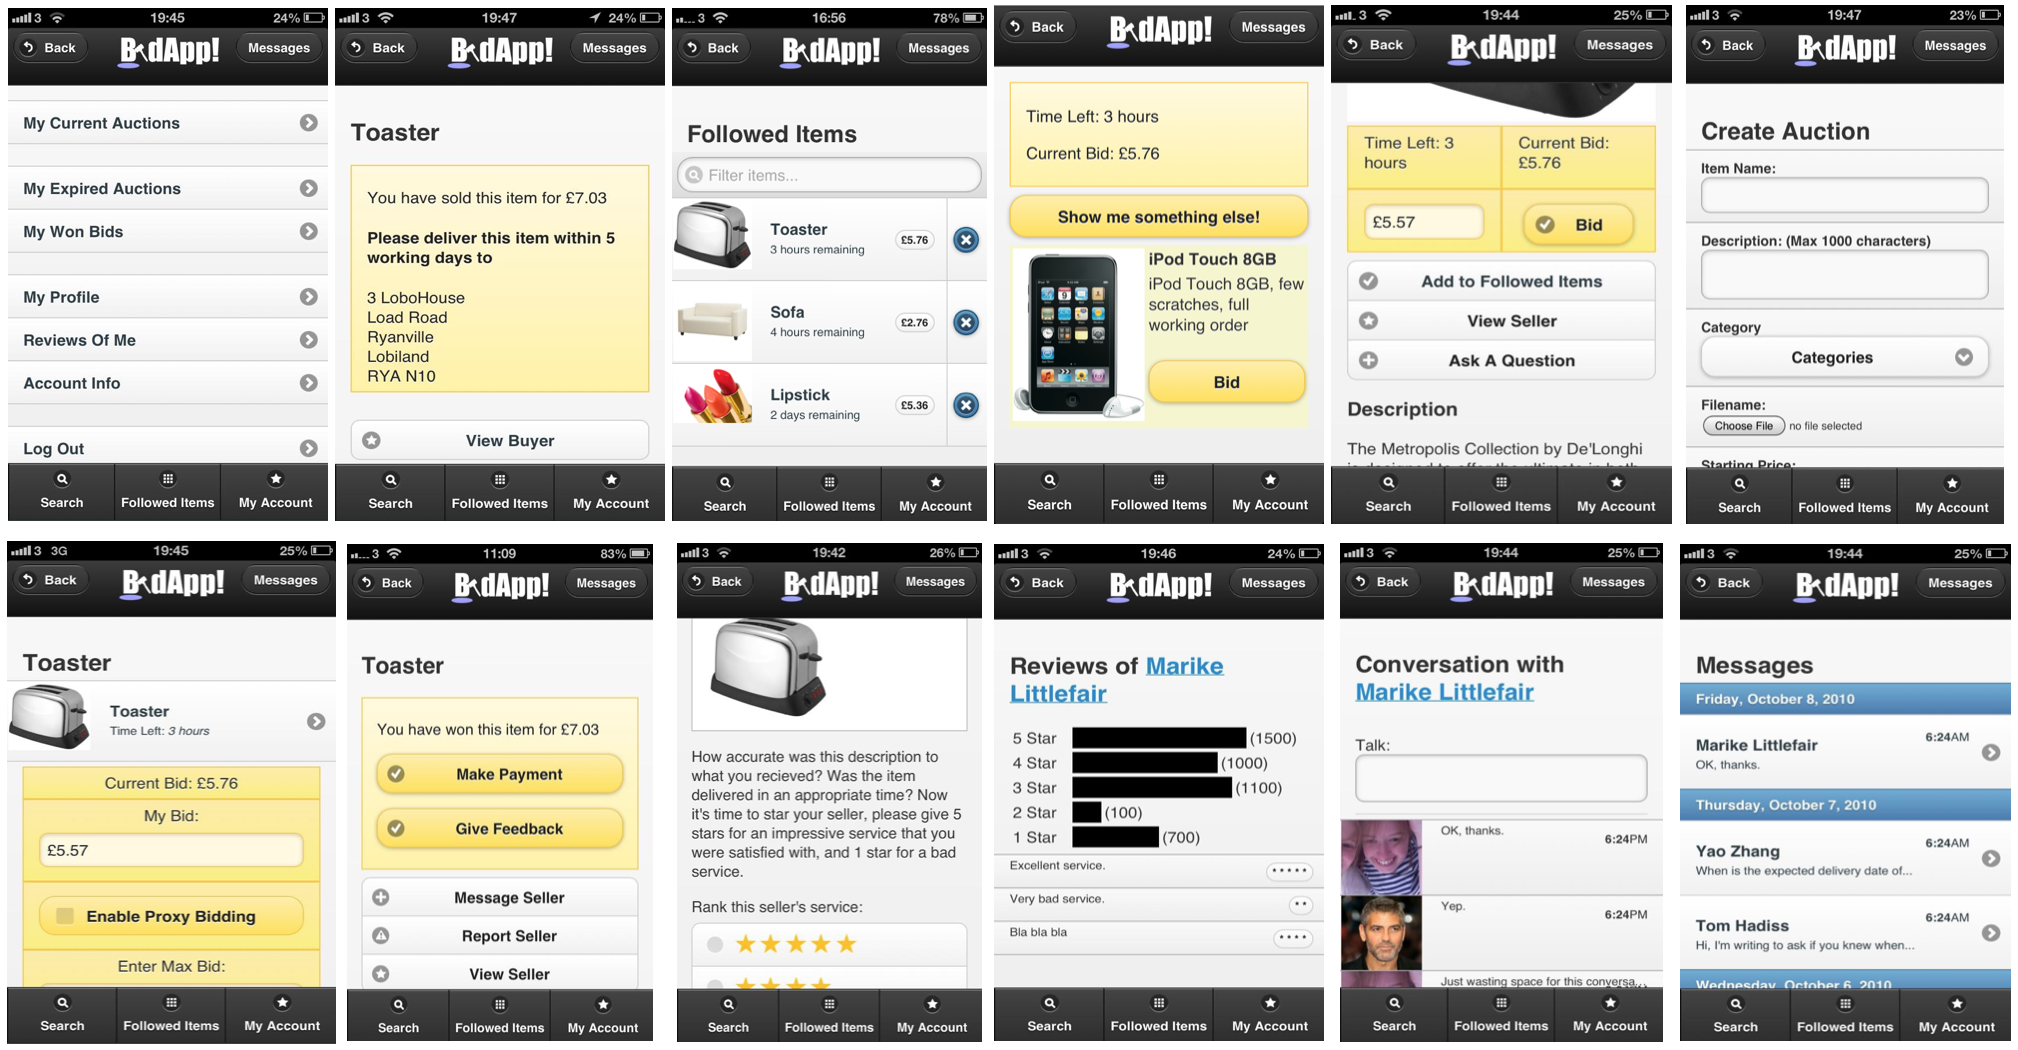 3 19:45 24%
Back BidApp! Messages
My Current Auctions
My Expired Auctions
My Won Bids
My Profile
Reviews Of Me
Account Info
Log Out
Search Followed Items My Account
3 19:47 24%
Back BidApp! Messages
Toaster
You have sold this item for £7.03
Please deliver this item within 5
working days to
3 LoboHouse
Load Road
Ryanville
Lobiland
RYA N10
View Buyer
Search Followed Items My Account
3 16:56 78%
Back BidApp! Messages
Followed Items
Filter items...
Toaster
3 hours remaining
£5.76
Sofa
4 hours remaining
£2.76
Lipstick
2 days remaining
£5.36
Search Followed Items My Account
Back BidApp! Messages
Time Left: 3 hours
Current Bid: £5.76
Show me something else!
iPod Touch 8GB
iPod Touch 8GB, few
scratches, full
working order
Bid
Search Followed Items My Account
3 19:44 25%
Back BidApp! Messages
Time Left: 3
hours
Current Bid:
£5.76
£5.57 Bid
Add to Followed Items
View Seller
Ask A Question
Description
The Metropolis Collection by De'Longhi
is designed to offer the ultimate in both
Search Followed Items My Account
3 19:47 23%
Back BidApp! Messages
Create Auction
Item Name:
Description: (Max 1000 characters)
Category
Categories
Filename:
Choose File no file selected
Starting Price:
Search Followed Items My Account
3 3G 19:45 25%
Back BidApp! Messages
Toaster
Toaster
Time Left: 3 hours
Current Bid: £5.76
My Bid:
£5.57
Enable Proxy Bidding
Enter Max Bid:
Search Followed Items My Account
3 11:09 83%
Back BidApp! Messages
Toaster
You have won this item for £7.03
Make Payment
Give Feedback
Message Seller
Report Seller
View Seller
Search Followed Items My Account
3 19:42 26%
Back BidApp! Messages
How accurate was this description to
what you recieved? Was the item
delivered in an appropriate time? Now
it's time to star your seller, please give 5
stars for an impressive service that you
were satisfied with, and 1 star for a bad
service.
Rank this seller's service:
Search Followed Items My Account
3 19:46 24%
Back BidApp! Messages
Reviews of Marike
Littlefair
5 Star (1500)
4 Star (1000)
3 Star (1100)
2 Star (100)
1 Star (700)
Excellent service. *****
Very bad service. **
Bla bla bla ****
Search Followed Items My Account
3 19:44 25%
Back BidApp! Messages
Conversation with
Marike Littlefair
Talk:
OK, thanks.
6:24PM
Yep.
6:24PM
Just wasting space for this conversa...
Search Followed Items My Account
3 19:44 25%
Back BidApp! Messages
Messages
Friday, October 8, 2010
Marike Littlefair 6:24AM
OK, thanks.
Thursday, October 7, 2010
Yao Zhang 6:24AM
When is the expected delivery date of...
Tom Hadiss 6:24AM
Hi, I'm writing to ask if you knew when...
Wednesday, October 6, 2010
Search Followed Items My Account